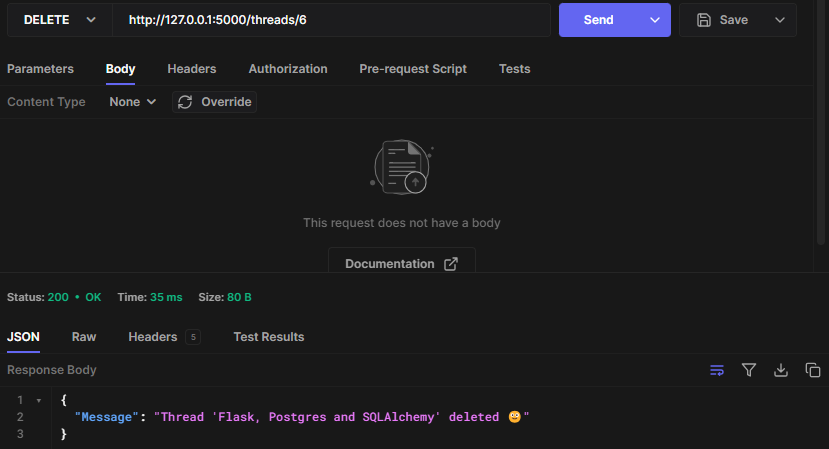 DELETE http://127.0.0.1:5000/threads/6 Send Save
Parameters Body Headers Authorization Pre-request Script Tests
Content Type None Override
This request does not have a body
Documentation
Status: 200 • OK Time: 35 ms Size: 80 B
JSON Raw Headers 5 Test Results
Response Body
1 {
2 "Message": "Thread 'Flask, Postgres and SQLAlchemy' deleted 😳"
3 }